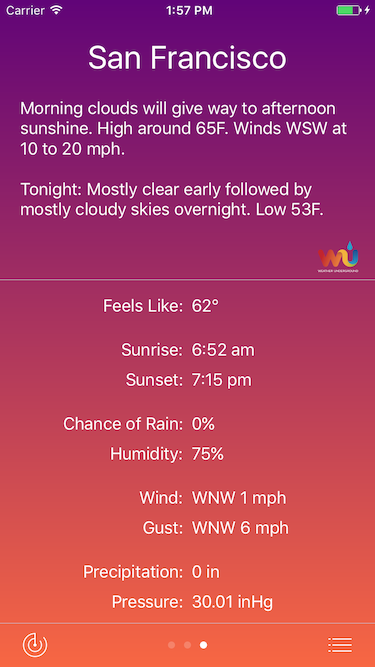 Carrier 1:57 PM
San Francisco
Morning clouds will give way to afternoon
sunshine. High around 65F. Winds WSW at
10 to 20 mph.
Tonight: Mostly clear early followed by
mostly cloudy skies overnight. Low 53F.
WU
WEATHER UNDERGROUND
Feels Like: 62°
Sunrise: 6:52 am
Sunset: 7:15 pm
Chance of Rain: 0%
Humidity: 75%
Wind: WNW 1 mph
Gust: WNW 6 mph
Precipitation: 0 in
Pressure: 30.01 inHg